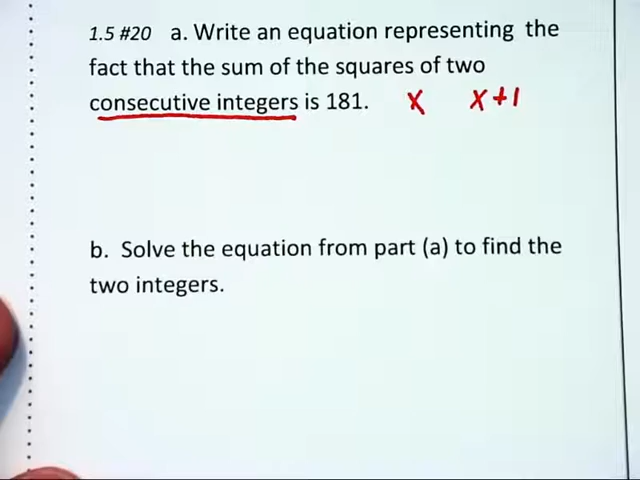 1.5 #20 a. Write an equation representing the
fact that the sum of the squares of two
consecutive integers is 181. x x+1
b. Solve the equation from part (a) to find the
two integers.